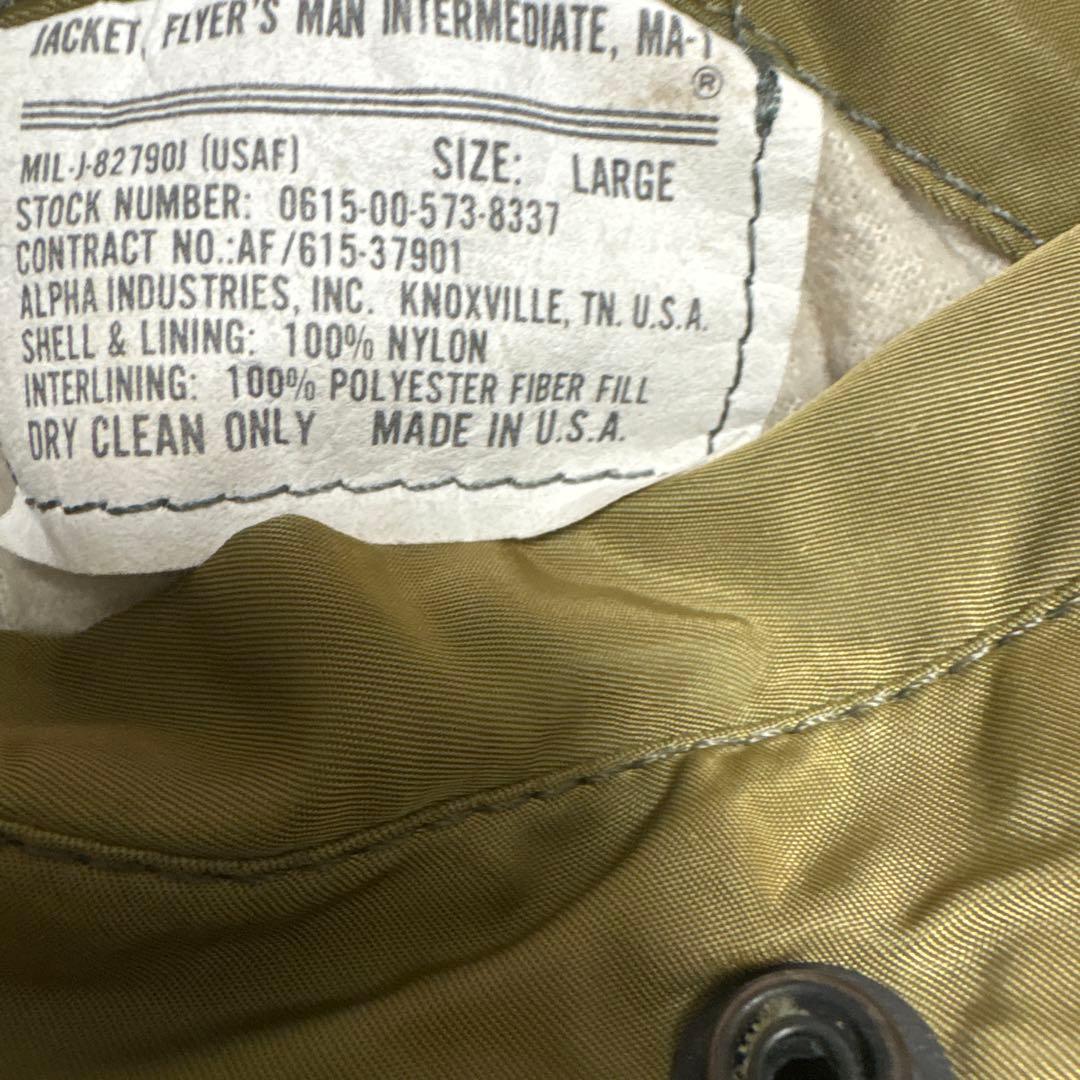 JACKET, FLYER'S MAN INTERMEDIATE, MA-1
®
MIL-J-82790J (USAF) SIZE: LARGE
STOCK NUMBER: 0615-00-573-8337
CONTRACT NO.:AF/615-37901
ALPHA INDUSTRIES, INC. KNOXVILLE, TN. U.S.A.
SHELL & LINING: 100% NYLON
INTERLINING: 100% POLYESTER FIBER FILL
DRY CLEAN ONLY MADE IN U.S.A.